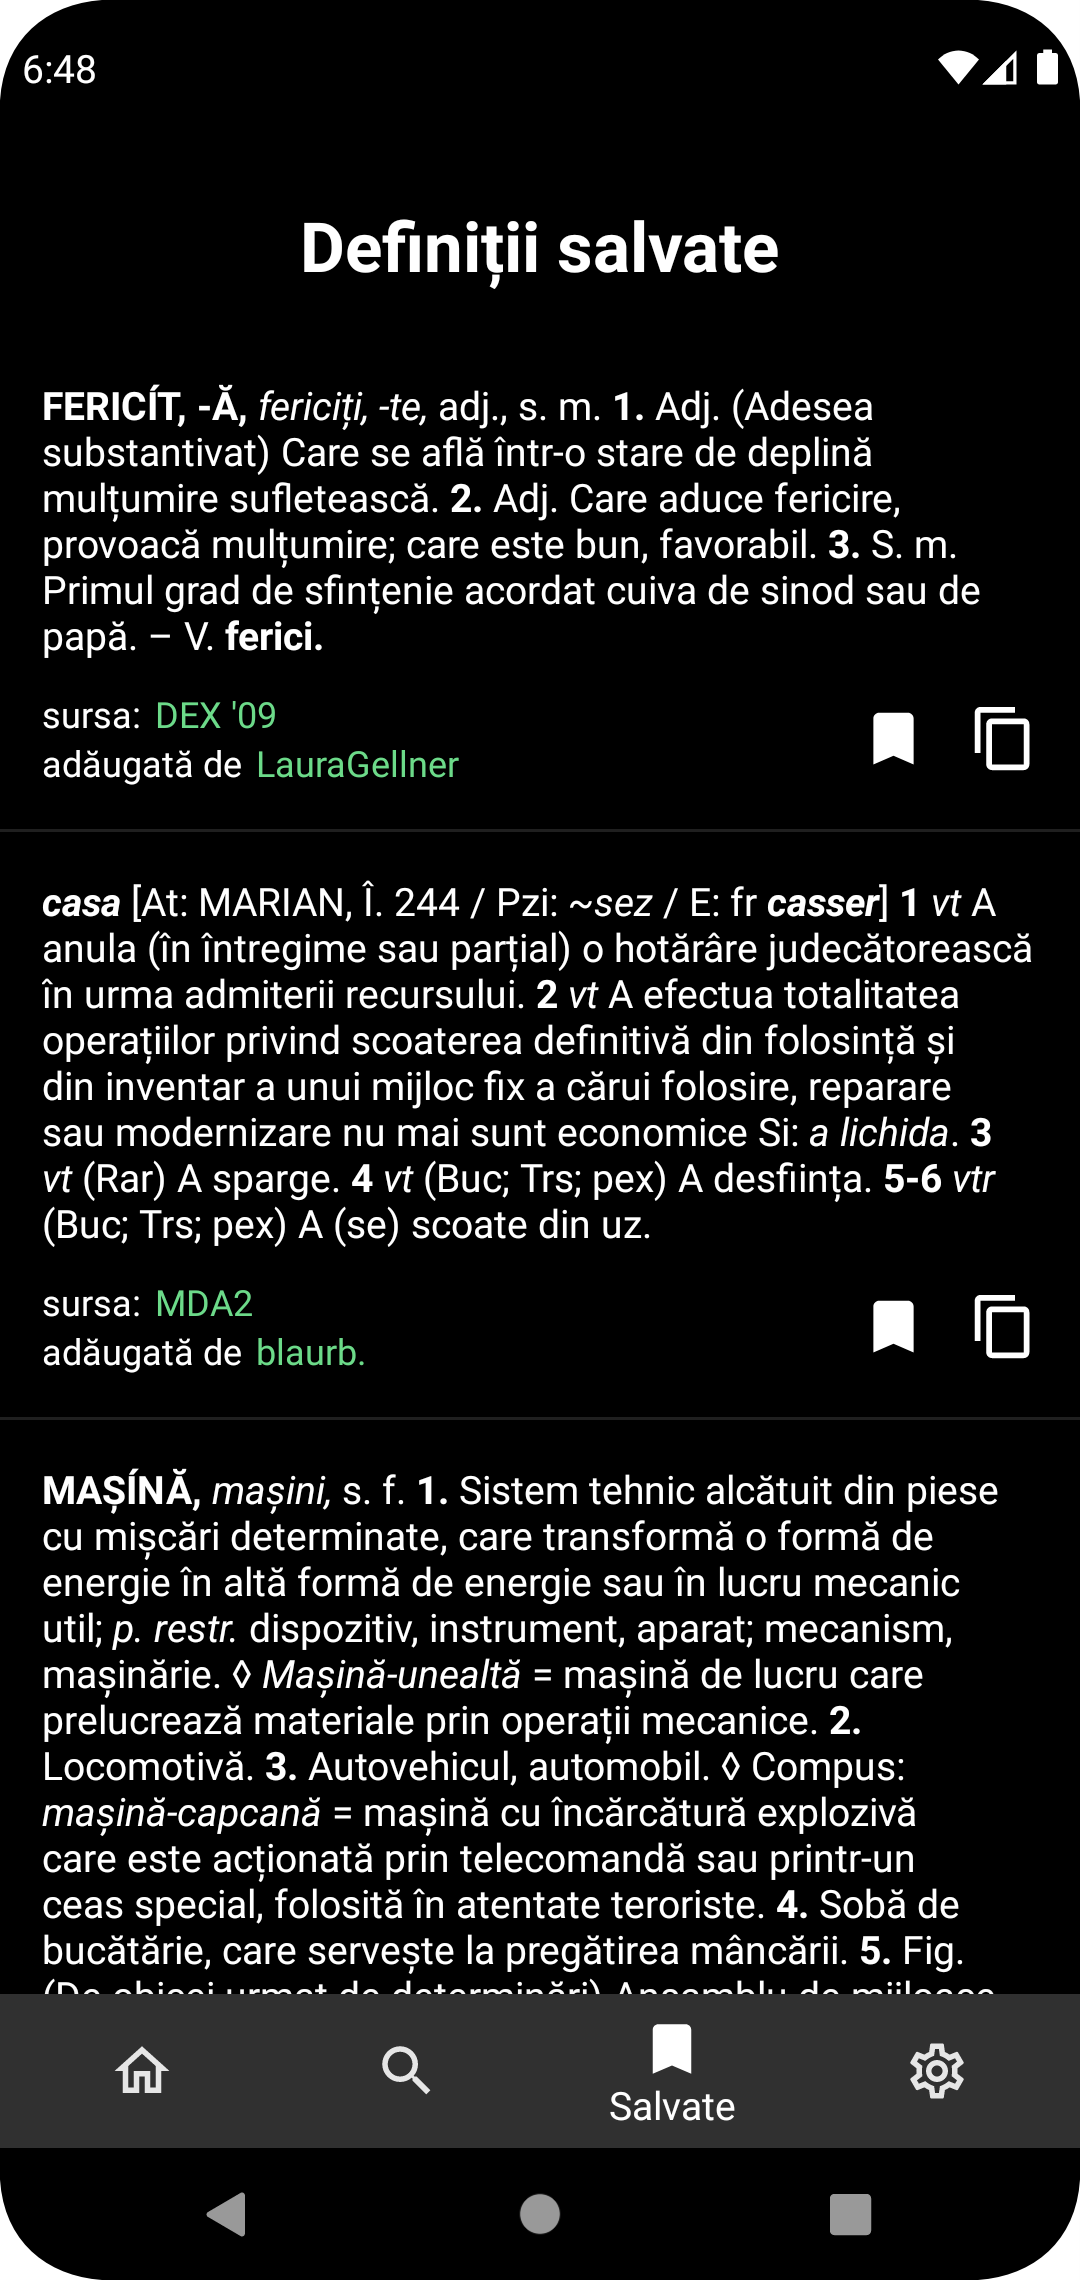 6:48
Definiții salvate
FERICÍT, -Ă, fericiți, -te, adj., s. m. 1. Adj. (Adesea
substantivat) Care se află într-o stare de deplină
mulțumire sufletească. 2. Adj. Care aduce fericire,
provoacă mulțumire; care este bun, favorabil. 3. S. m.
Primul grad de sfințenie acordat cuiva de sinod sau de
papă. – V. ferici.
sursa: DEX '09
adăugată de LauraGellner
casa [At: MARIAN, Î. 244 / Pzi: ~sez / E: fr casser] 1 vt A
anula (în întregime sau parțial) o hotărâre judecătorească
în urma admiterii recursului. 2 vt A efectua totalitatea
operațiilor privind scoaterea definitivă din folosință și
din inventar a unui mijloc fix a cărui folosire, reparare
sau modernizare nu mai sunt economice Si: a lichida. 3
vt (Rar) A sparge. 4 vt (Buc; Trs; pex) A desființa. 5-6 vtr
(Buc; Trs; pex) A (se) scoate din uz.
sursa: MDA2
adăugată de blaurb.
MAȘÍNĂ, mașini, s. f. 1. Sistem tehnic alcătuit din piese
cu mișcări determinate, care transformă o formă de
energie în altă formă de energie sau în lucru mecanic
util; p. restr. dispozitiv, instrument, aparat; mecanism,
mașinărie. ◊ Mașină-unealtă = mașină de lucru care
prelucrează materiale prin operații mecanice. 2.
Locomotivă. 3. Autovehicul, automobil. ◊ Compus:
mașină-capcană = mașină cu încărcătură explozivă
care este acționată prin telecomandă sau printr-un
ceas special, folosită în atentate teroriste. 4. Sobă de
bucătărie, care servește la pregătirea mâncării. 5. Fig.
(De obicei urmat de determinări) Ansamblu de mijloace
Salvate